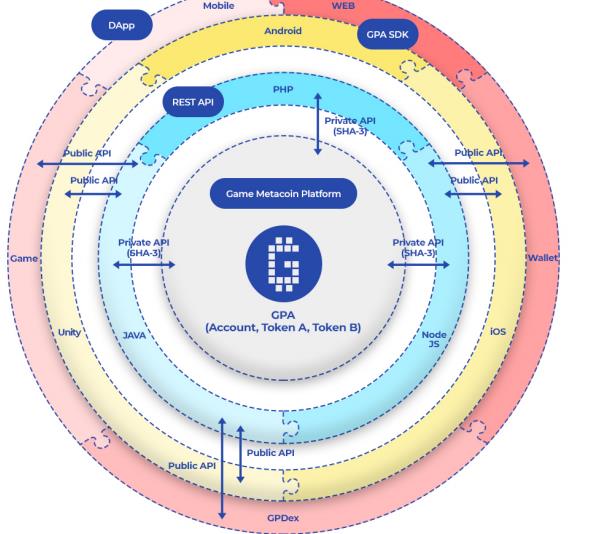 Mobile
WEB
DApp
Android
GPA SDK
PHP
REST API
Private API
(SHA-3)
Public API
Public API
Public API
Public API
Game Metacoin Platform
Private API
(SHA-3)
Private API
(SHA-3)
Game
Wallet
GPA
(Account, Token A, Token B)
Unity
JAVA
Node
JS
iOS
Public API
Public API
GPDex